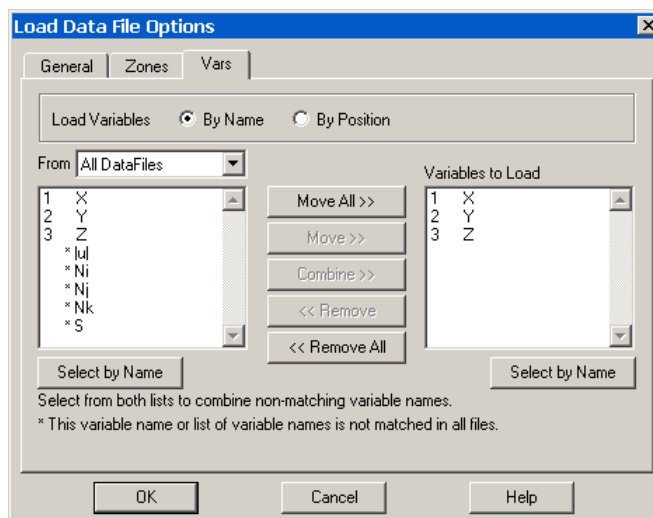 Load Data File Options
General Zones Vars
Load Variables By Name By Position
From All DataFiles
Variables to Load
1 X
2 Y
3 Z
* |u|
* Ni
* Nj
* Nk
* S
Move All >>
Move >>
Combine >>
<< Remove
<< Remove All
1 X
2 Y
3 Z
Select by Name
Select by Name
Select from both lists to combine non-matching variable names.
* This variable name or list of variable names is not matched in all files.
OK Cancel Help